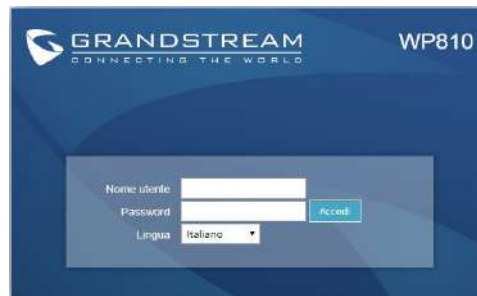 GRANDSTREAM WP810
CONNECTING THE WORLD
Nome utente
Password Accedi
Lingua Italiano